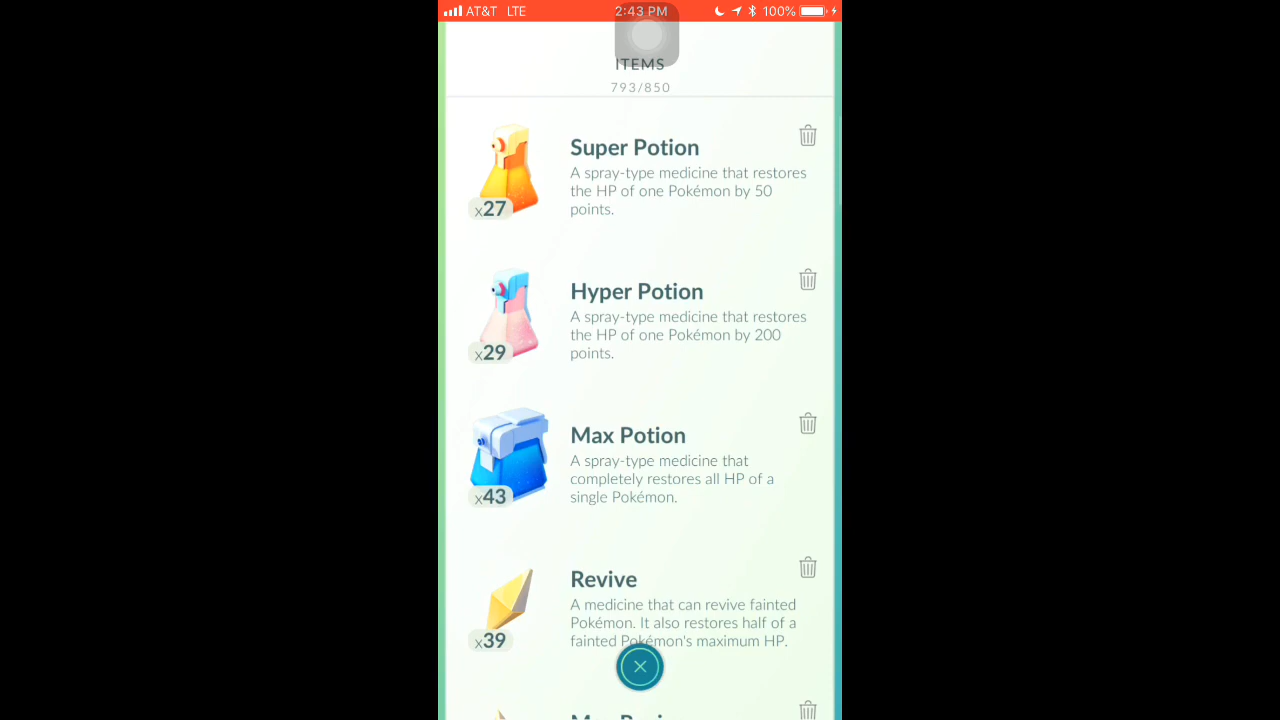 AT&T LTE 2:43 PM 100%
ITEMS
793/850
Super Potion
A spray-type medicine that restores
the HP of one Pokémon by 50
points.
x27
Hyper Potion
A spray-type medicine that restores
the HP of one Pokémon by 200
points.
x29
Max Potion
A spray-type medicine that
completely restores all HP of a
single Pokémon.
x43
Revive
A medicine that can revive fainted
Pokémon. It also restores half of a
fainted Pokémon's maximum HP.
x39